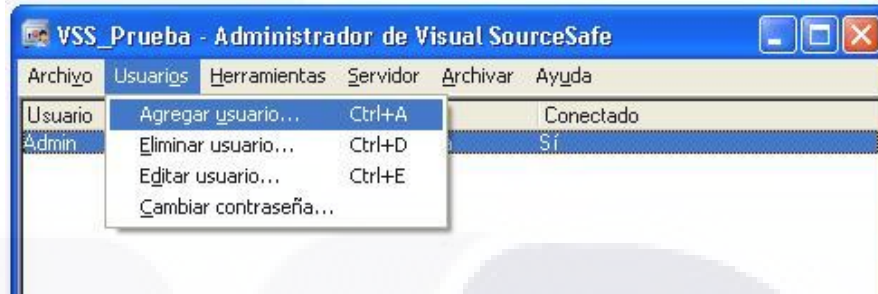 VSS_Prueba - Administrador de Visual SourceSafe
Archivo Usuarios Herramientas Servidor Archivar Ayuda
Usuario Conectado
Admin Sí
Agregar usuario... Ctrl+A
Eliminar usuario... Ctrl+D
Editar usuario... Ctrl+E
Cambiar contraseña...